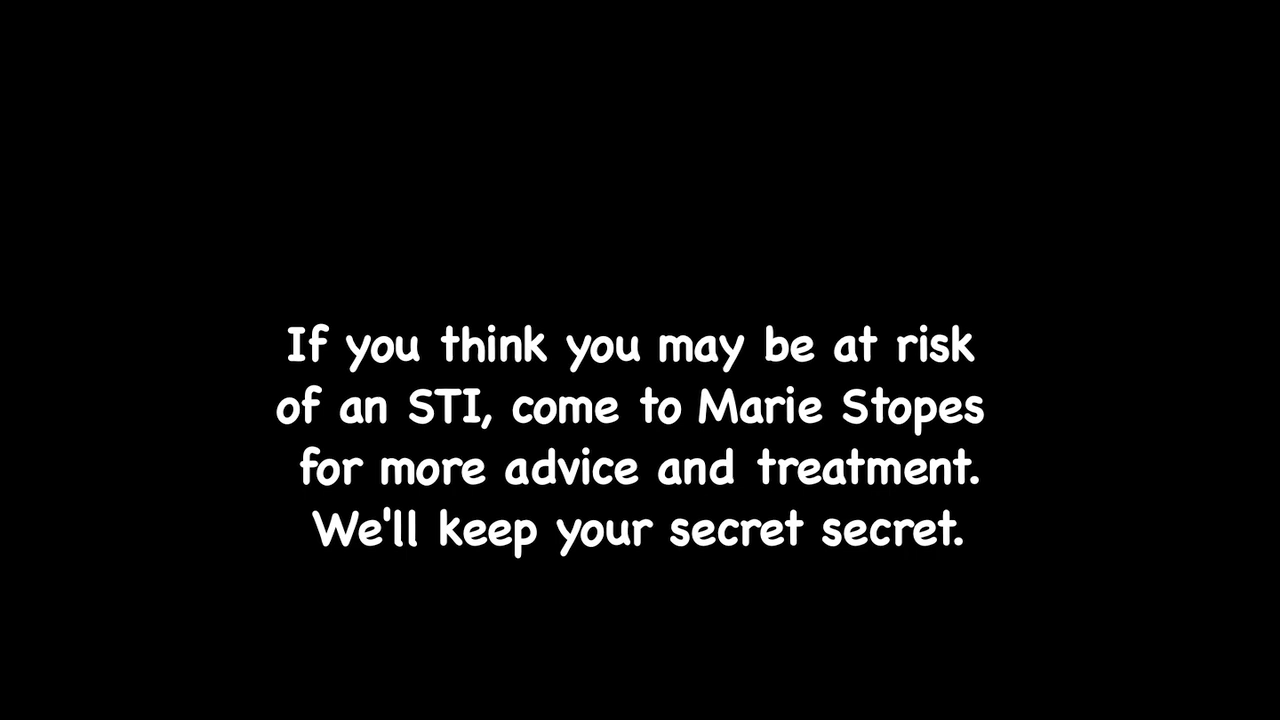 If you think you may be at risk
of an STI, come to Marie Stopes
for more advice and treatment.
We'll keep your secret secret.